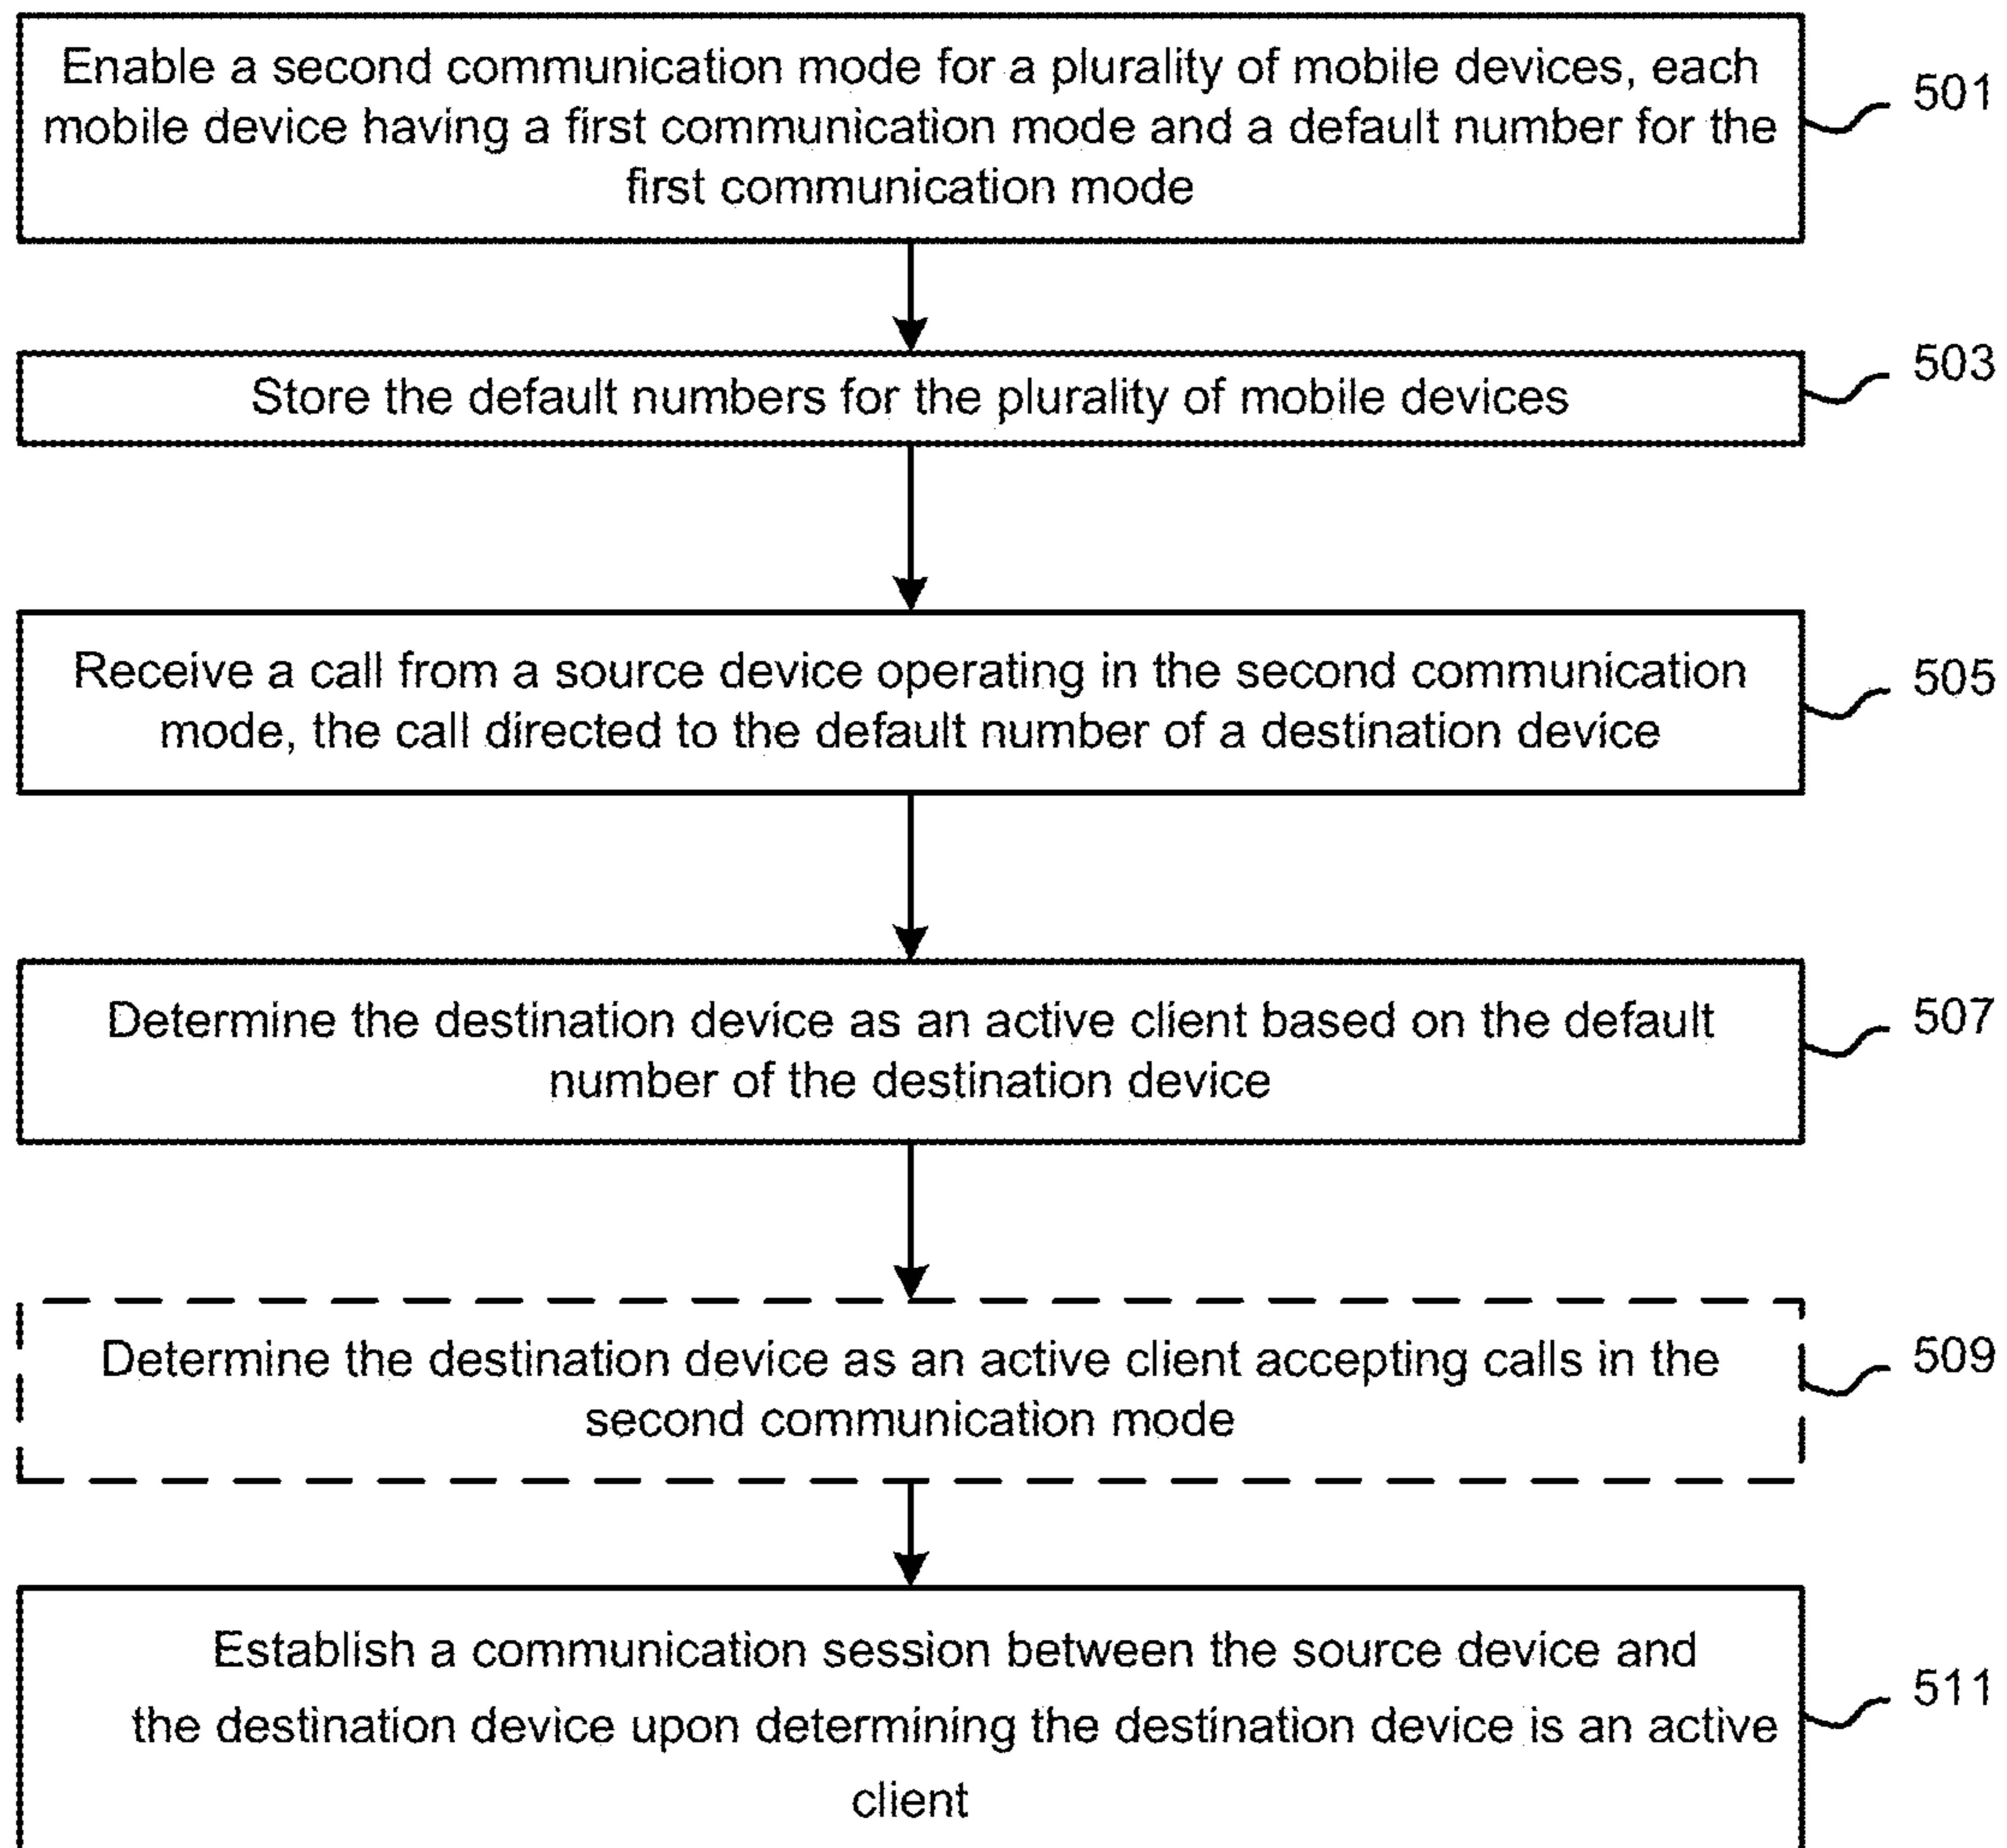 Enable a second communication mode for a plurality of mobile devices, each
mobile device having a first communication mode and a default number for the
first communication mode
501
Store the default numbers for the plurality of mobile devices
503
Receive a call from a source device operating in the second communication
mode, the call directed to the default number of a destination device
505
Determine the destination device as an active client based on the default
number of the destination device
507
Determine the destination device as an active client accepting calls in the
second communication mode
509
Establish a communication session between the source device and
the destination device upon determining the destination device is an active
client
511